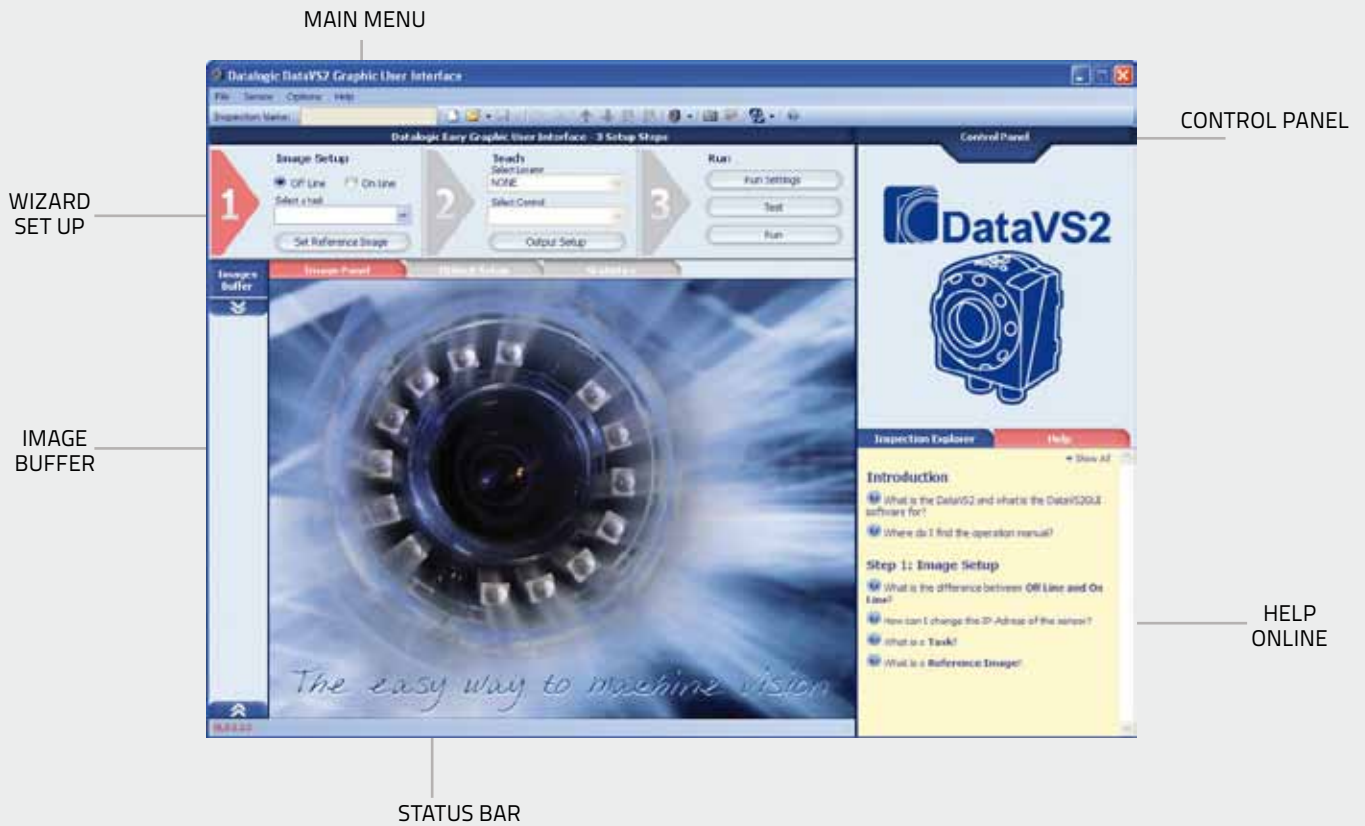 MAIN MENU
Datalogic DataVS2 Graphic User Interface
File Sensor Options Help
Inspection Name:
Datalogic Easy Graphic User Interface - 3 Setup Steps
Control Panel
CONTROL PANEL
WIZARD
SET UP
1
Image Setup
Off Line On Line
Select a task
Set Reference Image
2
Teach
Select Locator
NONE
Select Control
Output Setup
3
Run
Run Settings
Test
Run
DataVS2
Images
Buffer
Image Panel
Statistics
IMAGE
BUFFER
The easy way to machine vision
Inspection Explorer Help
Show All
Introduction
What is the DataVS2 and what is the DataVS2GUI
software for?
Where do I find the operation manual?
Step 1: Image Setup
What is the difference between Off Line and On
Line?
How can I change the IP-Adress of the sensor?
What is a Task?
What is a Reference Image?
HELP
ONLINE
STATUS BAR